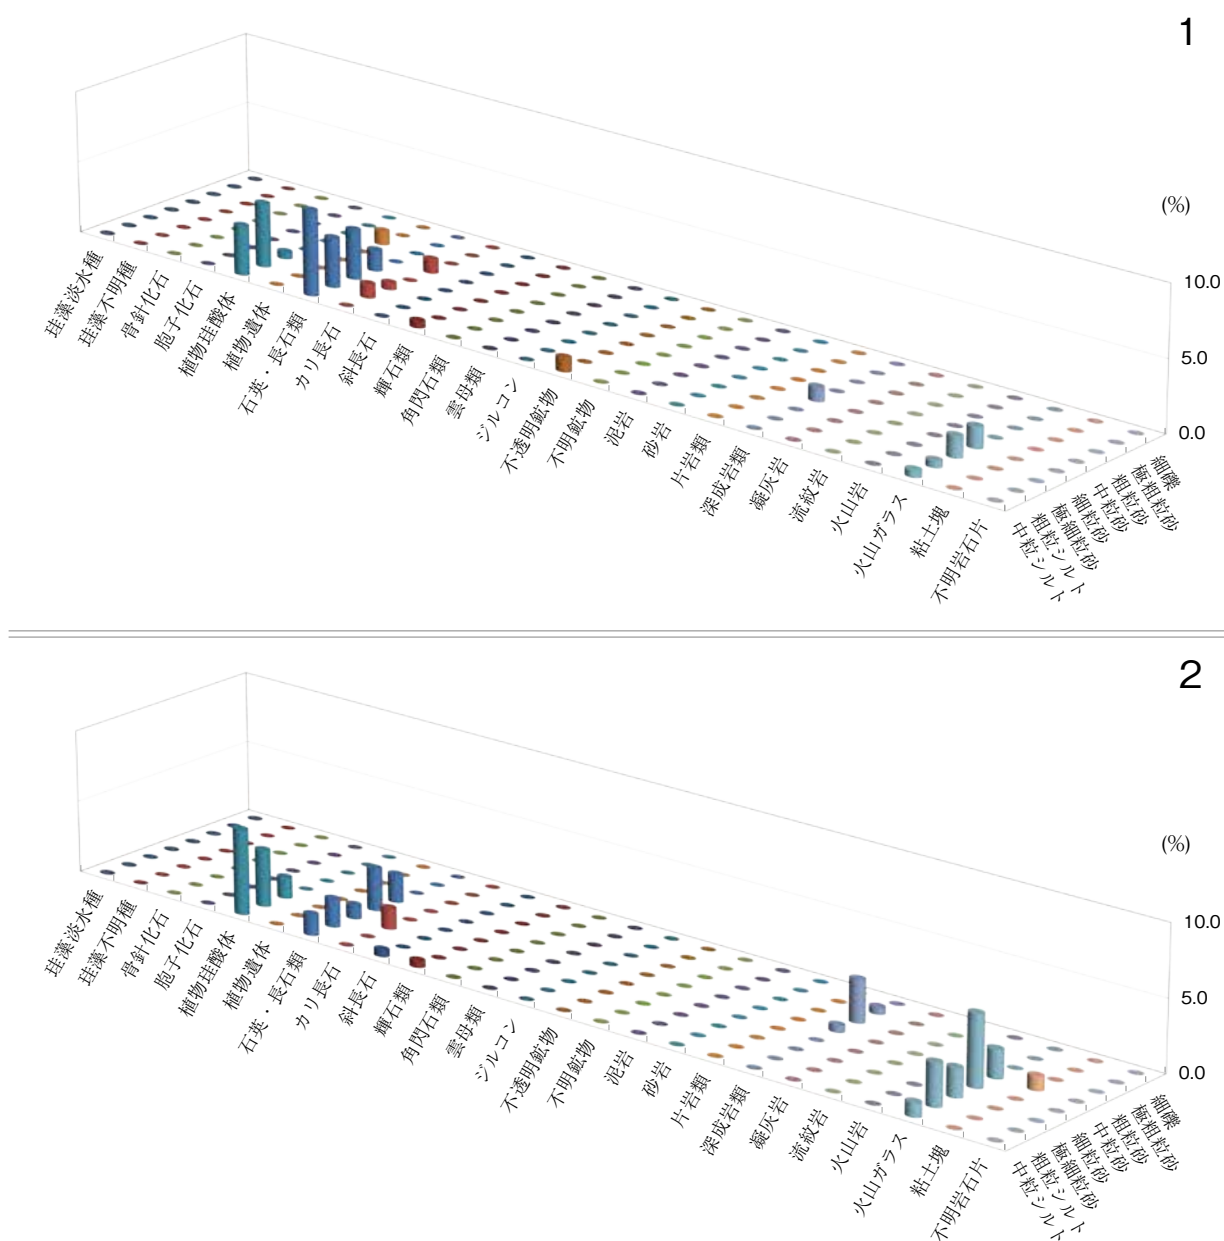 1
(%)
10.0
5.0
0.0
珪藻淡水種
珪藻不明種
骨針化石
胞子化石
植物珪酸体
植物遺体
石英・長石類
カリ長石
斜長石
輝石類
角閃石類
雲母類
ジルコン
不透明鉱物
不明鉱物
泥岩
砂岩
片岩類
深成岩類
凝灰岩
流紋岩
火山岩
火山ガラス
粘土塊
不明岩石片
中粒シルト
粗粒シルト
極細粒砂
細粒砂
中粒砂
粗粒砂
極粗粒砂
細礫
2
(%)
10.0
5.0
0.0
珪藻淡水種
珪藻不明種
骨針化石
胞子化石
植物珪酸体
植物遺体
石英・長石類
カリ長石
斜長石
輝石類
角閃石類
雲母類
ジルコン
不透明鉱物
不明鉱物
泥岩
砂岩
片岩類
深成岩類
凝灰岩
流紋岩
火山岩
火山ガラス
粘土塊
不明岩石片
中粒シルト
粗粒シルト
極細粒砂
細粒砂
中粒砂
粗粒砂
極粗粒砂
細礫